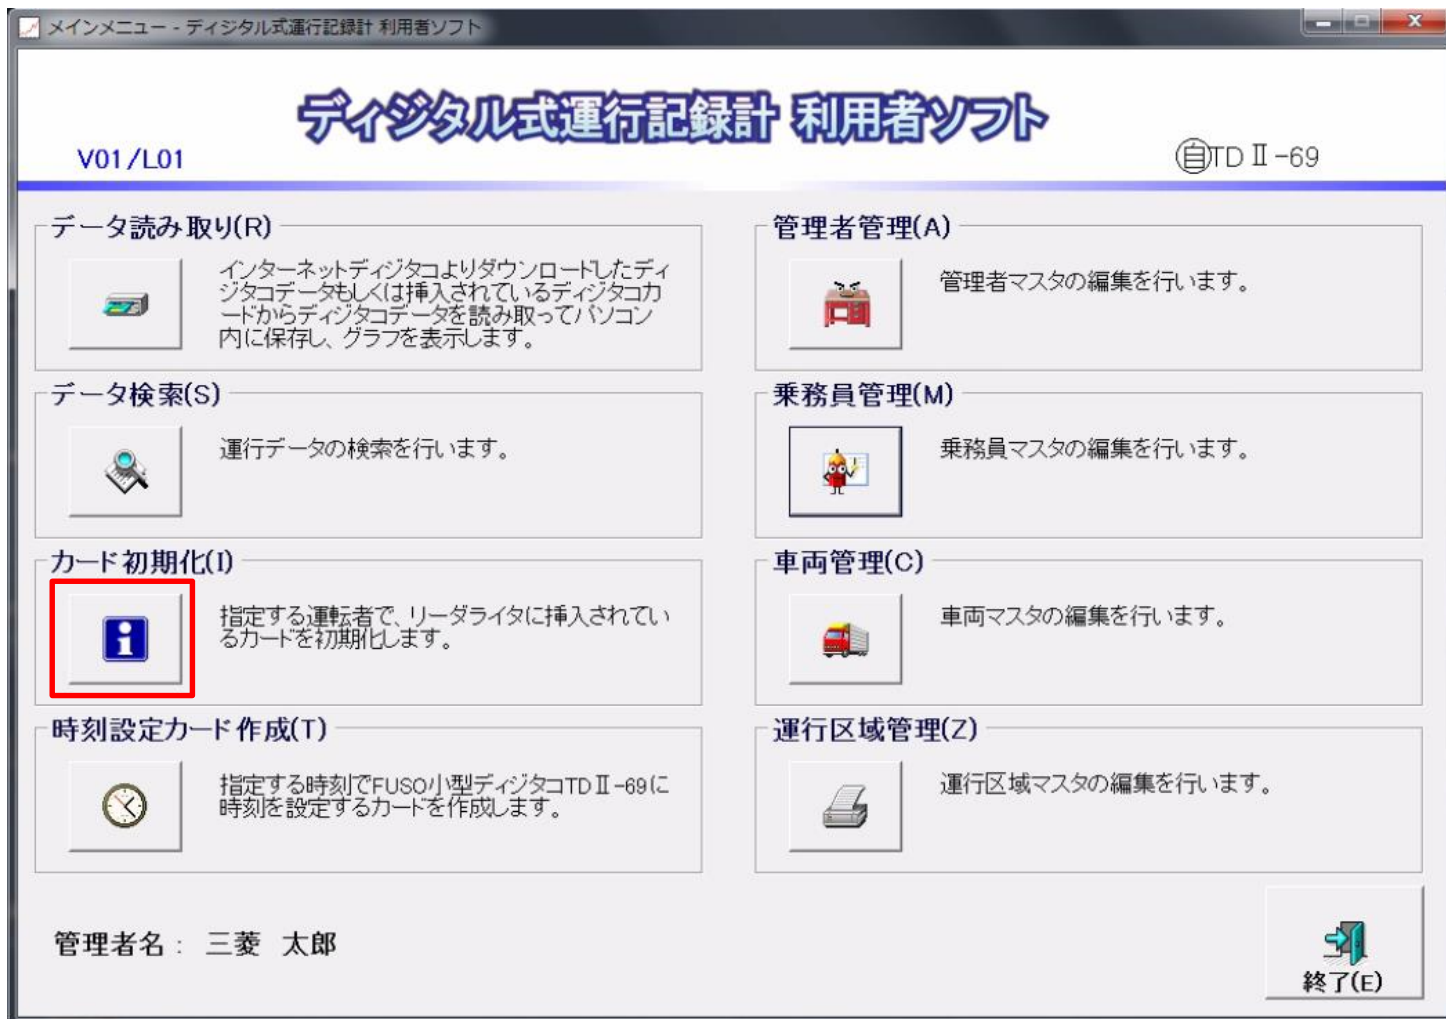 メインメニュー - ディジタル式運行記録計 利用者ソフト
ディジタル式運行記録計 利用者ソフト
V01/L01
㊀TDⅡ-69
データ読み取り(R)
インターネットディジタコよりダウンロードしたディ
ジタコデータもしくは挿入されているディジタコカ
ードからディジタコデータを読み取ってパソコン
内に保存し、グラフを表示します。
データ検索(S)
運行データの検索を行います。
カード初期化(I)
指定する運転者で、リーダライタに挿入されてい
るカードを初期化します。
時刻設定カード作成(T)
指定する時刻でFUSO小型ディジタコTDⅡ-69に
時刻を設定するカードを作成します。
管理者管理(A)
管理者マスタの編集を行います。
乗務員管理(M)
乗務員マスタの編集を行います。
車両管理(C)
車両マスタの編集を行います。
運行区域管理(Z)
運行区域マスタの編集を行います。
管理者名： 三菱 太郎
終了(E)